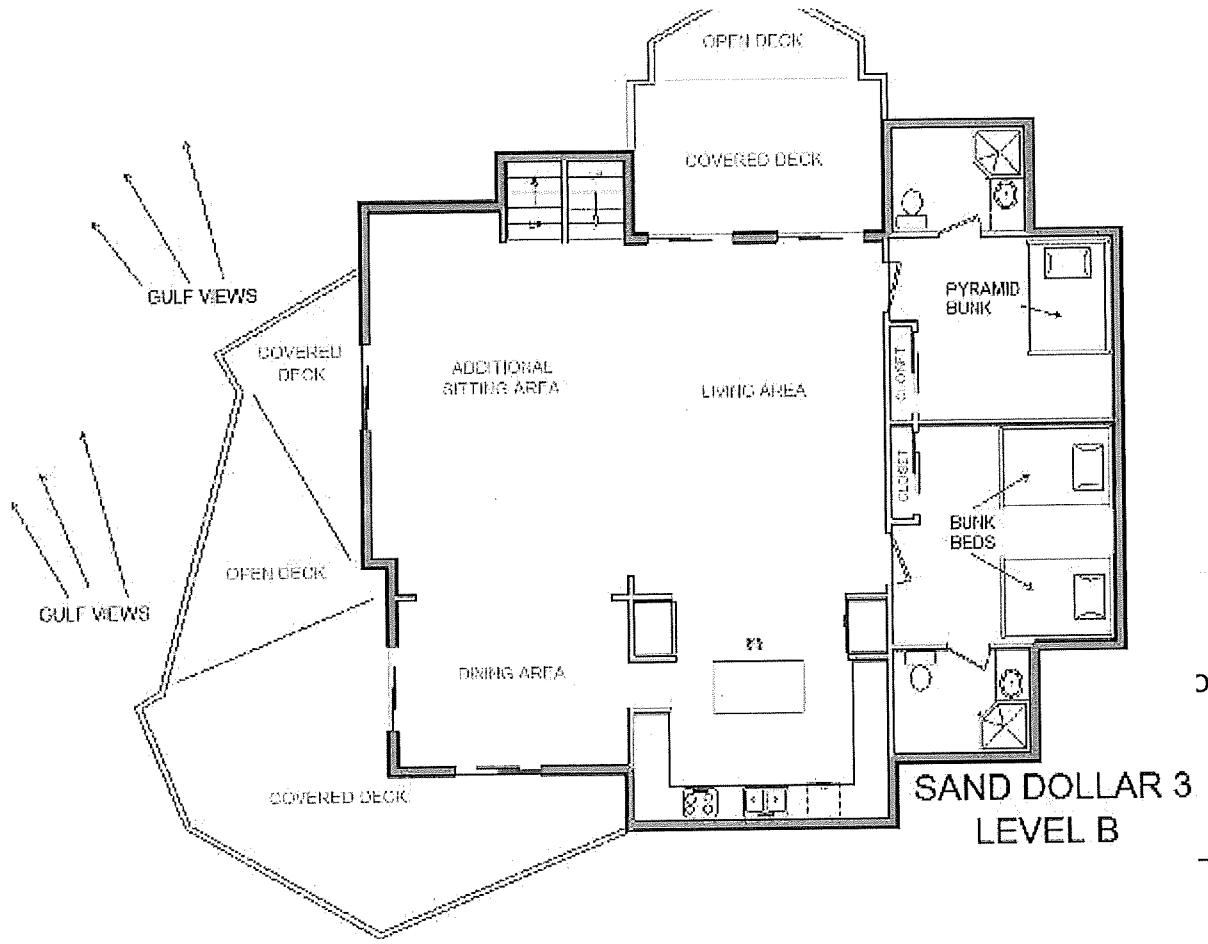 OPEN DECK
COVERED DECK
GULF VIEWS
COVERED
DECK
ADDITIONAL
SITTING AREA
LIVING AREA
PYRAMID
BUNK
CLOSET
CLOSET
BUNK
BEDS
OPEN DECK
GULF VIEWS
DINING AREA
COVERED DECK
SAND DOLLAR 3
LEVEL B